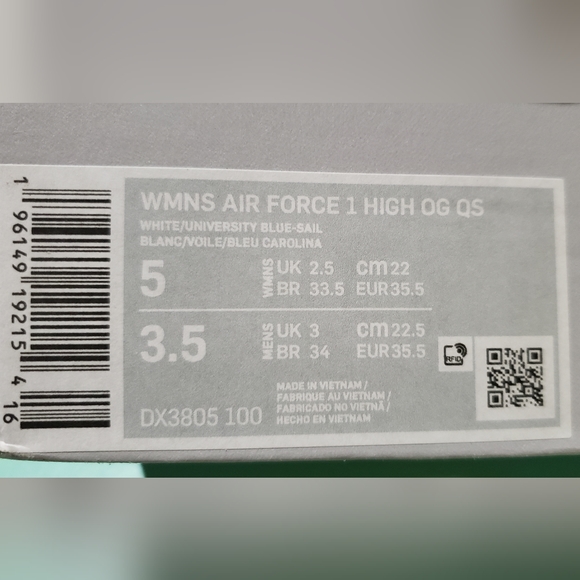 WMNS AIR FORCE 1 HIGH OG QS
WHITE/UNIVERSITY BLUE-SAIL
BLANC/VOILE/BLEU CAROLINA
5
WMNS
UK 2.5 cm 22
BR 33.5 EUR 35.5
3.5
MENS
UK 3 cm 22.5
BR 34 EUR 35.5
RFID
DX3805 100
MADE IN VIETNAM /
FABRIQUE AU VIETNAM /
FABRICADO NO VIETNÃ /
HECHO EN VIETNAM
1 96149 19215 4 16